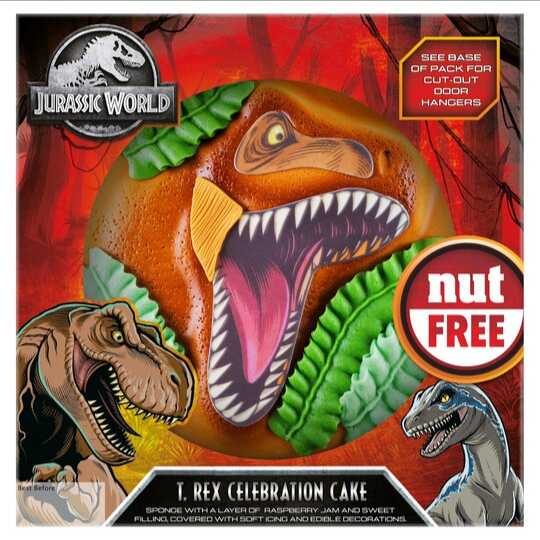 JURASSIC WORLD
SEE BASE
OF PACK FOR
CUT-OUT
DOOR
HANGERS
nut
FREE
Best Before
T. REX CELEBRATION CAKE
SPONGE WITH A LAYER OF RASPBERRY JAM AND SWEET
FILLING, COVERED WITH SOFT ICING AND EDIBLE DECORATIONS.